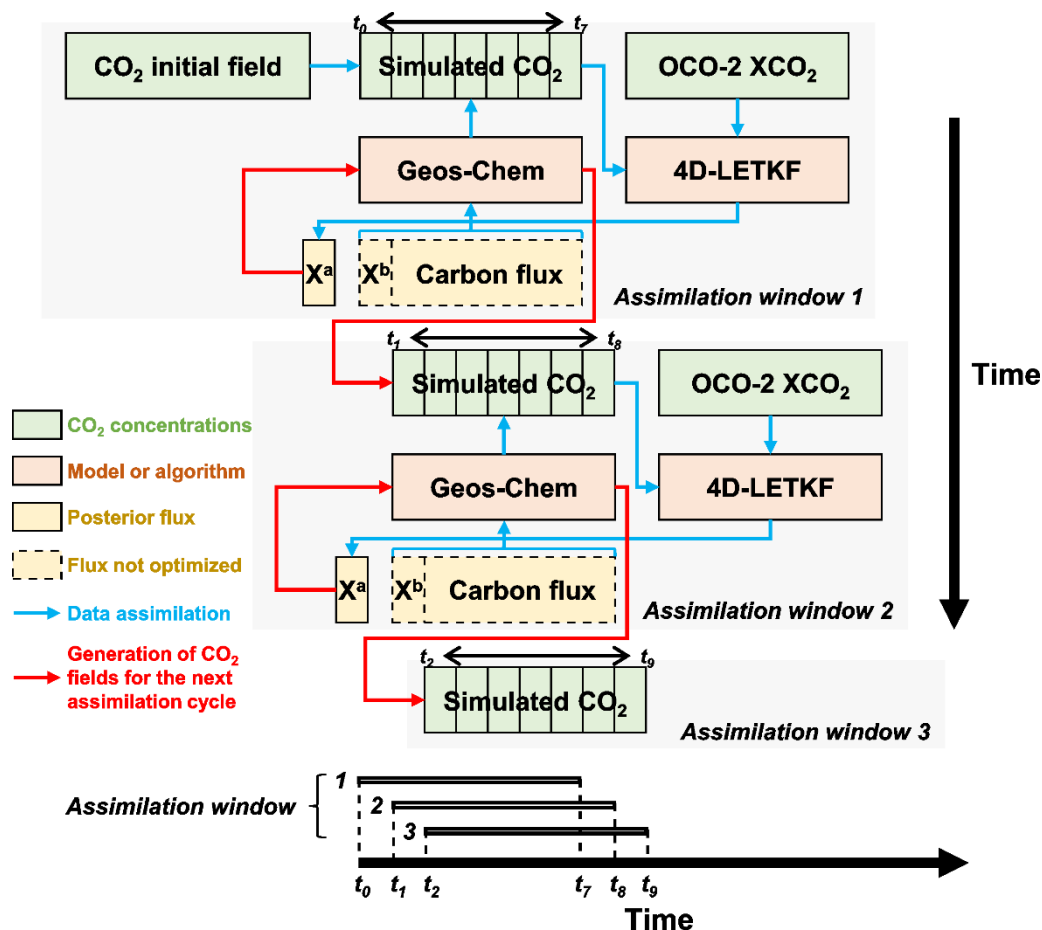 t0 t7
CO2 initial field
Simulated CO2
OCO-2 XCO2
Geos-Chem
4D-LETKF
Xa
Xb
Carbon flux
Assimilation window 1
t1 t8
Simulated CO2
OCO-2 XCO2
Time
CO2 concentrations
Model or algorithm
Posterior flux
Flux not optimized
Data assimilation
Generation of CO2
fields for the next
assimilation cycle
Geos-Chem
4D-LETKF
Xa
Xb
Carbon flux
Assimilation window 2
t2 t9
Simulated CO2
Assimilation window 3
Assimilation window
1
2
3
t0 t1 t2 t7 t8 t9
Time